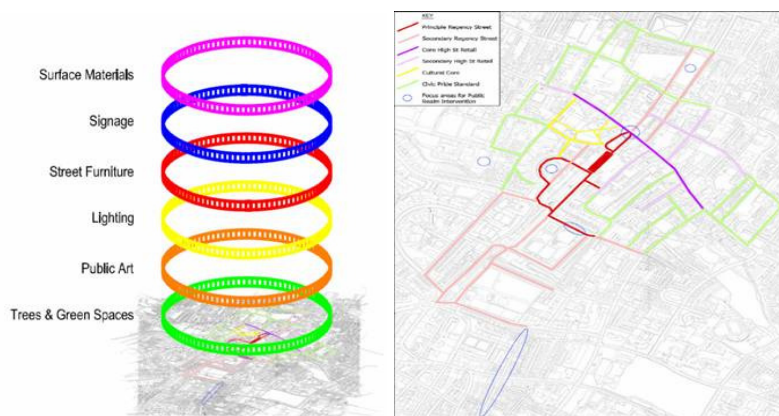 Surface Materials
Signage
Street Furniture
Lighting
Public Art
Trees & Green Spaces
KEY
Principle Regency Street
Secondary Regency Street
Core High St Retail
Secondary High St Retail
Cultural Core
Civic Pride Standard
Focus areas for Public
Realm Intervention